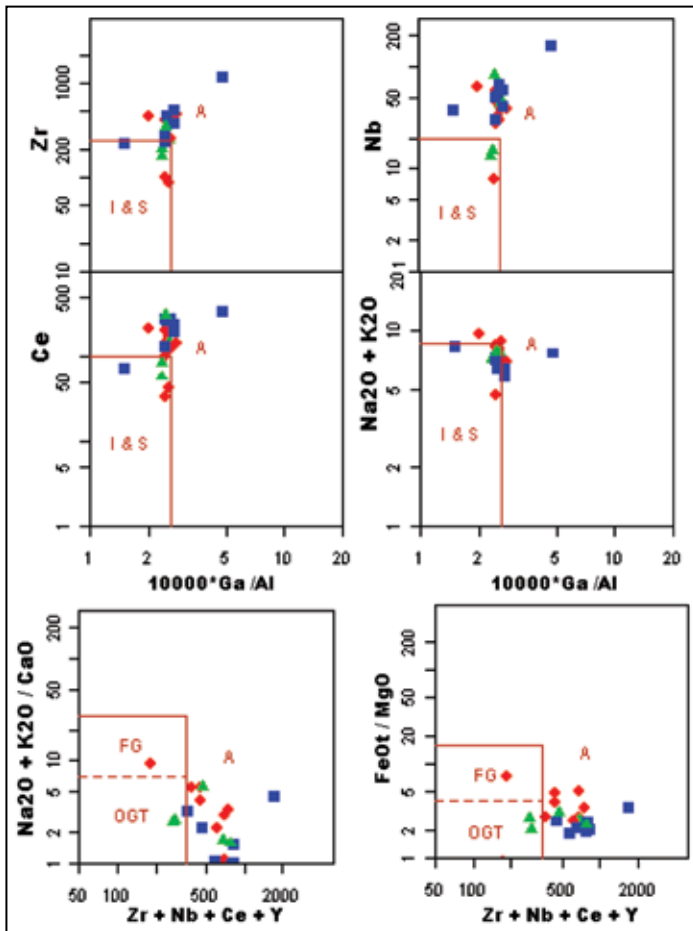 Zr
1000
200
50
10
A
I & S
Nb
200
50
10
5
2
1
A
I & S
Ce
500
50
5
1
A
I & S
1 2 5 10 20
10000*Ga /Al
Na2O + K2O
20
10
5
2
1
A
I & S
1 2 5 10 20
10000*Ga /Al
Na2O + K2O / CaO
200
50
10
5
2
1
FG
A
OGT
50 100 500 2000
Zr + Nb + Ce + Y
FeOt / MgO
200
50
20
10
5
2
1
FG
A
OGT
50 100 500 2000
Zr + Nb + Ce + Y